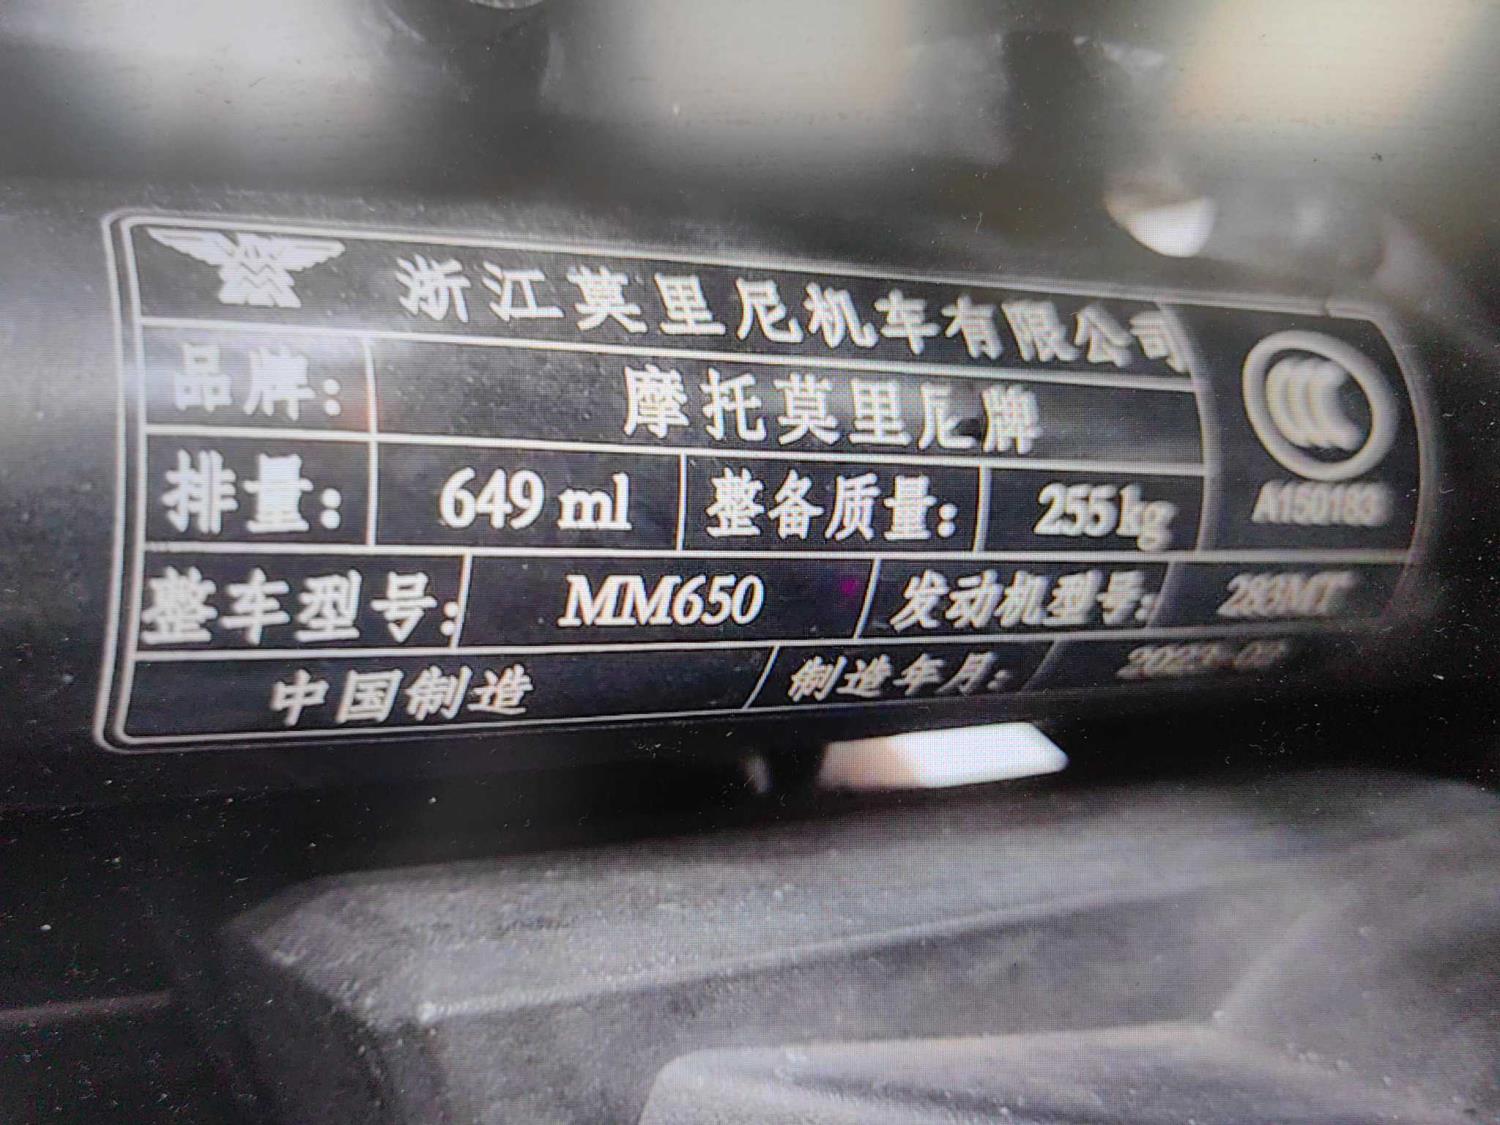 浙江莫里尼机车有限公司
品牌: 摩托莫里尼牌
排量: 649 ml 整备质量: 255kg
A150183
整车型号: MM650 发动机型号: 283MT
中国制造 制造年月: